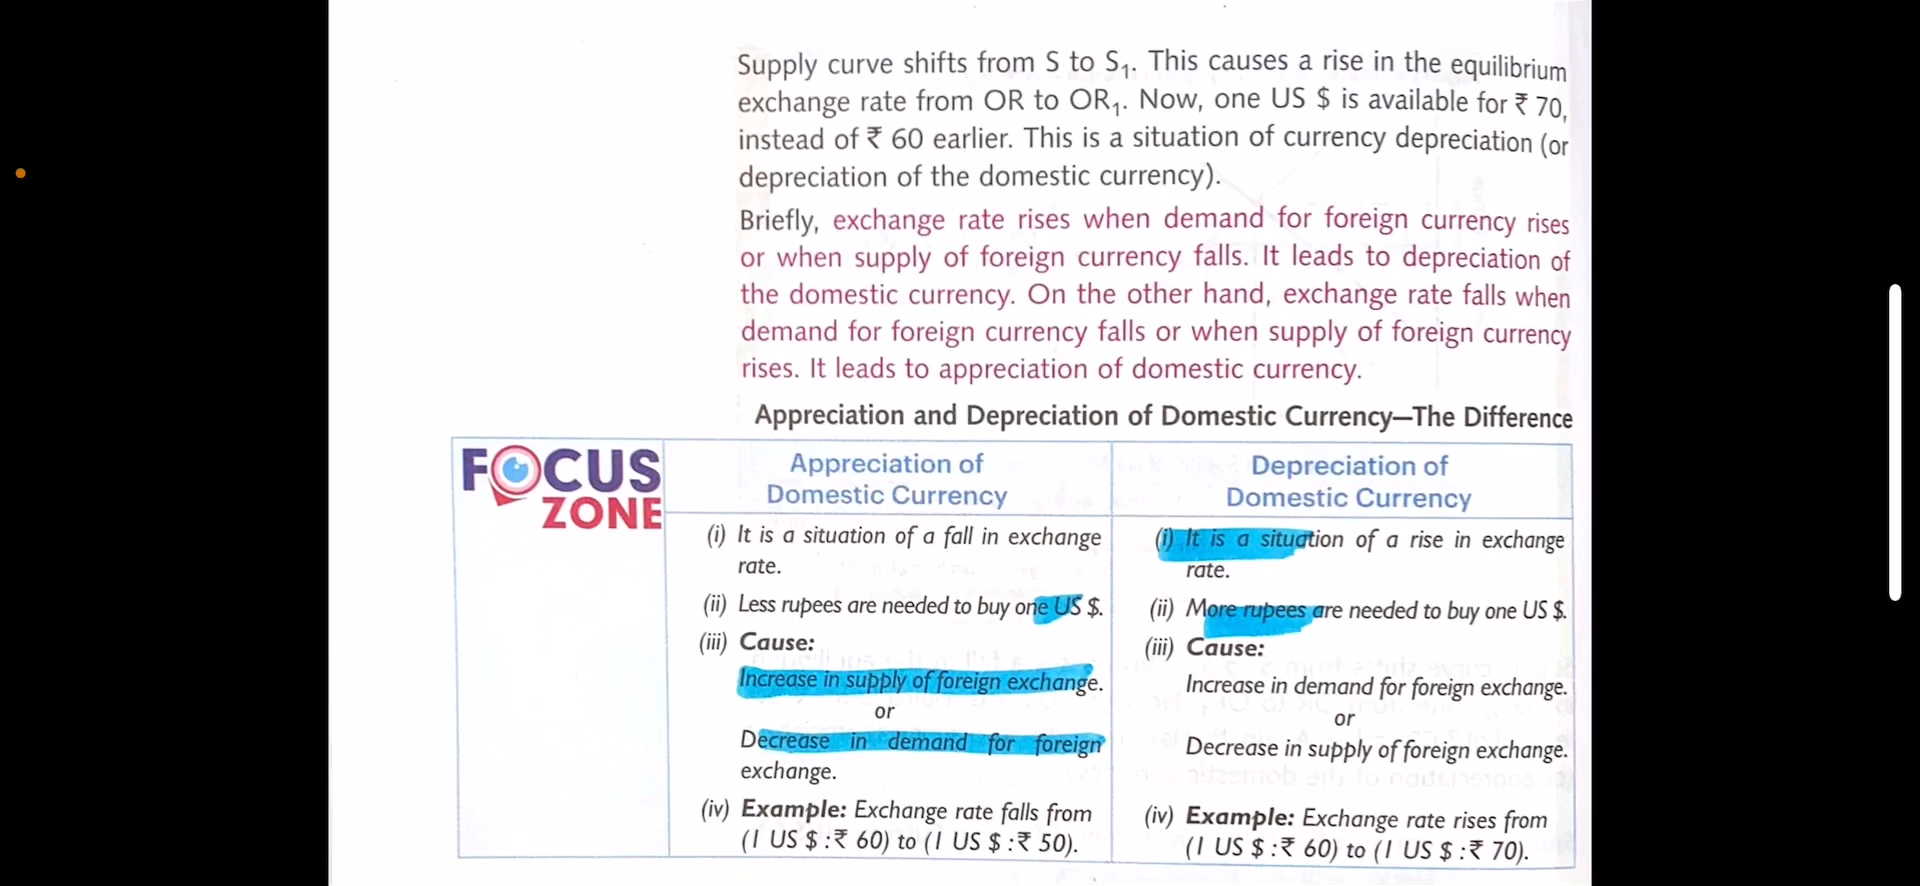 Supply curve shifts from S to S₁. This causes a rise in the equilibrium
exchange rate from OR to OR₁. Now, one US $ is available for ₹ 70,
instead of ₹ 60 earlier. This is a situation of currency depreciation (or
depreciation of the domestic currency).
Briefly, exchange rate rises when demand for foreign currency rises
or when supply of foreign currency falls. It leads to depreciation of
the domestic currency. On the other hand, exchange rate falls when
demand for foreign currency falls or when supply of foreign currency
rises. It leads to appreciation of domestic currency.
Appreciation and Depreciation of Domestic Currency—The Difference
FOCUS
ZONE
Appreciation of
Domestic Currency
(i) It is a situation of a fall in exchange
rate.
(ii) Less rupees are needed to buy one US $.
(iii) Cause:
Increase in supply of foreign exchange.
or
Decrease in demand for foreign
exchange.
(iv) Example: Exchange rate falls from
(1 US $ :₹ 60) to (1 US $ :₹ 50).
Depreciation of
Domestic Currency
(i) It is a situation of a rise in exchange
rate.
(ii) More rupees are needed to buy one US $.
(iii) Cause:
Increase in demand for foreign exchange.
or
Decrease in supply of foreign exchange.
(iv) Example: Exchange rate rises from
(1 US $ :₹ 60) to (1 US $ :₹ 70).